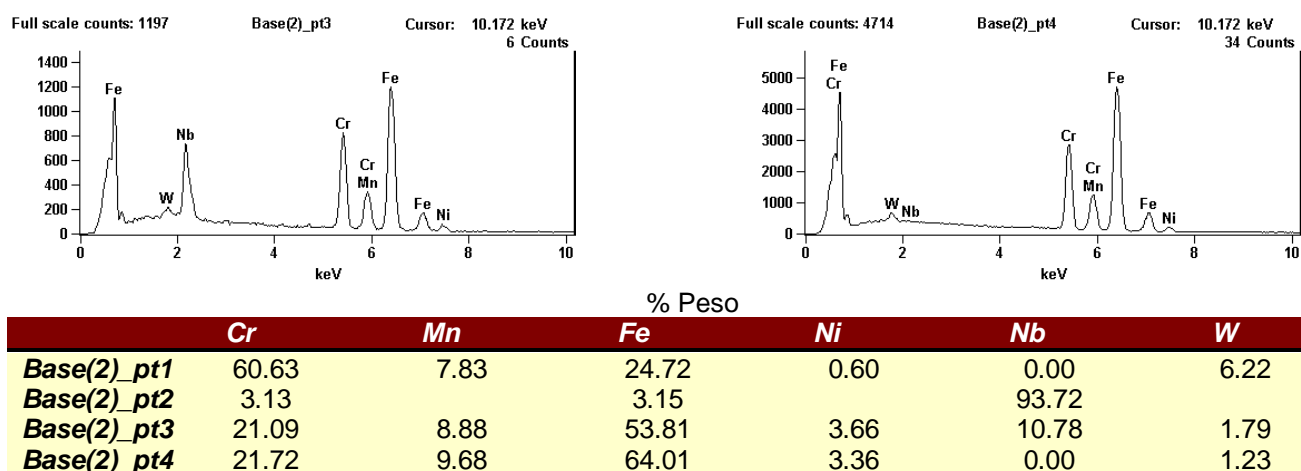 Full scale counts: 1197 Base(2)_pt3 Cursor: 10.172 keV
6 Counts
1400
1200
1000
800
600
400
200
0
Fe
W
Nb
Cr
Cr
Mn
Fe
Fe
Ni
0 2 4 6 8 10
keV
Full scale counts: 4714 Base(2)_pt4 Cursor: 10.172 keV
34 Counts
5000
4000
3000
2000
1000
0
Fe
Cr
W
Nb
Cr
Cr
Mn
Fe
Fe
Ni
0 2 4 6 8 10
keV
% Peso
Cr Mn Fe Ni Nb W
Base(2)_pt1 60.63 7.83 24.72 0.60 0.00 6.22
Base(2)_pt2 3.13 3.15 93.72
Base(2)_pt3 21.09 8.88 53.81 3.66 10.78 1.79
Base(2)_pt4 21.72 9.68 64.01 3.36 0.00 1.23